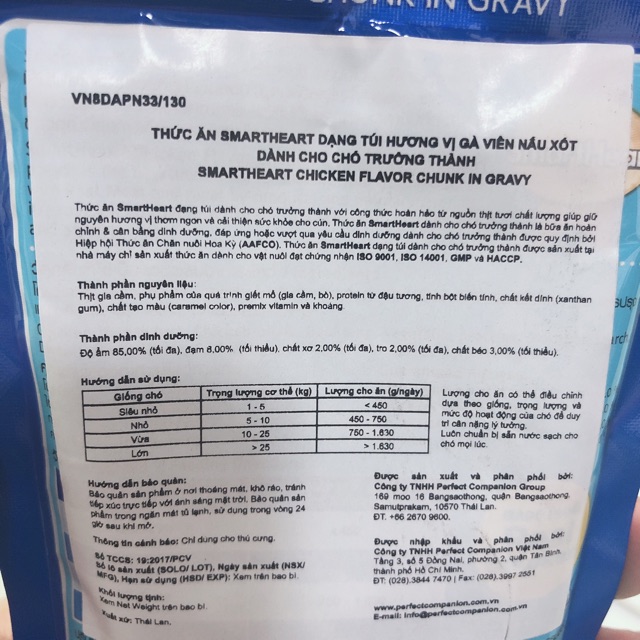 CHUNK IN GRAVY
VN8DAPN33/130
THỨC ĂN SMARTHEART DẠNG TÚI HƯƠNG VỊ GÀ VIÊN NẤU XỐT
DÀNH CHO CHÓ TRƯỞNG THÀNH
SMARTHEART CHICKEN FLAVOR CHUNK IN GRAVY
Thức ăn SmartHeart dạng túi dành cho chó trưởng thành với công thức hoàn hảo từ nguồn thịt tươi chất lượng giúp giữ
nguyên hương vị thơm ngon và cải thiện sức khỏe cho cún. Thức ăn SmartHeart dành cho chó trưởng thành là bữa ăn hoàn
chỉnh & cân bằng dinh dưỡng, đáp ứng hoặc vượt qua yêu cầu dinh dưỡng dành cho chó trưởng thành được quy định bởi
Hiệp hội Thức ăn Chăn nuôi Hoa Kỳ (AAFCO). Thức ăn SmartHeart dạng túi dành cho chó trưởng thành được sản xuất tại
nhà máy chỉ sản xuất thức ăn dành cho vật nuôi đạt chứng nhận ISO 9001, ISO 14001, GMP và HACCP.
Thành phần nguyên liệu:
Thịt gia cầm, phụ phẩm của quá trình giết mổ (gia cầm, bò), protein từ đậu tương, tinh bột biến tính, chất kết dính (xanthan
gum), chất tạo màu (caramel color), premix vitamin và khoáng.
Thành phần dinh dưỡng:
Độ ẩm 85,00% (tối đa), đạm 8,00% (tối thiểu), chất xơ 2,00% (tối đa), tro 2,00% (tối đa), chất béo 3,00% (tối thiểu).
Hướng dẫn sử dụng:
Giống chó Trọng lượng cơ thể (kg) Lượng cho ăn (g/ngày)
Siêu nhỏ 1 - 5 < 450
Nhỏ 5 - 10 450 - 750
Vừa 10 - 25 750 - 1.630
Lớn > 25 > 1.630
Lượng cho ăn có thể điều chỉnh
dựa theo giống, trọng lượng và
mức độ hoạt động của chó để duy
trì cân nặng lý tưởng.
Luôn chuẩn bị sẵn nước sạch cho
chó mọi lúc.
Hướng dẫn bảo quản:
Bảo quản sản phẩm ở nơi thoáng mát, khô ráo, tránh
tiếp xúc trực tiếp với ánh sáng mặt trời. Bảo quản sản
phẩm trong ngăn mát tủ lạnh, sử dụng trong vòng 24
giờ sau khi mở.
Thông tin cảnh báo: Chỉ dùng cho thú cưng.
Số TCCS: 19:2017/PCV
Số lô sản xuất (SOLO/ LOT), Ngày sản xuất (NSX/
MFG), Hạn sử dụng (HSD/ EXP): Xem trên bao bì.
Khối lượng tịnh:
Xem Net Weight trên bao bì.
Xuất xứ: Thái Lan.
Được sản xuất và phân phối bởi:
Công ty TNHH Perfect Companion Group
169 moo 16 Bangsaothong, quận Bangsaothong,
Samutprakarn, 10570 Thái Lan.
ĐT. +66 2670 9600.
Được nhập khẩu và phân phối bởi:
Công ty TNHH Perfect Companion Việt Nam
Tầng 3, số 5 Đồng Nai, phường 2, quận Tân Bình,
thành phố Hồ Chí Minh.
ĐT: (028).3844 7470 | Fax: (028).3997 2551
www.perfectcompanion.com.vn
E-mail: info@perfectcompanion.com.vn